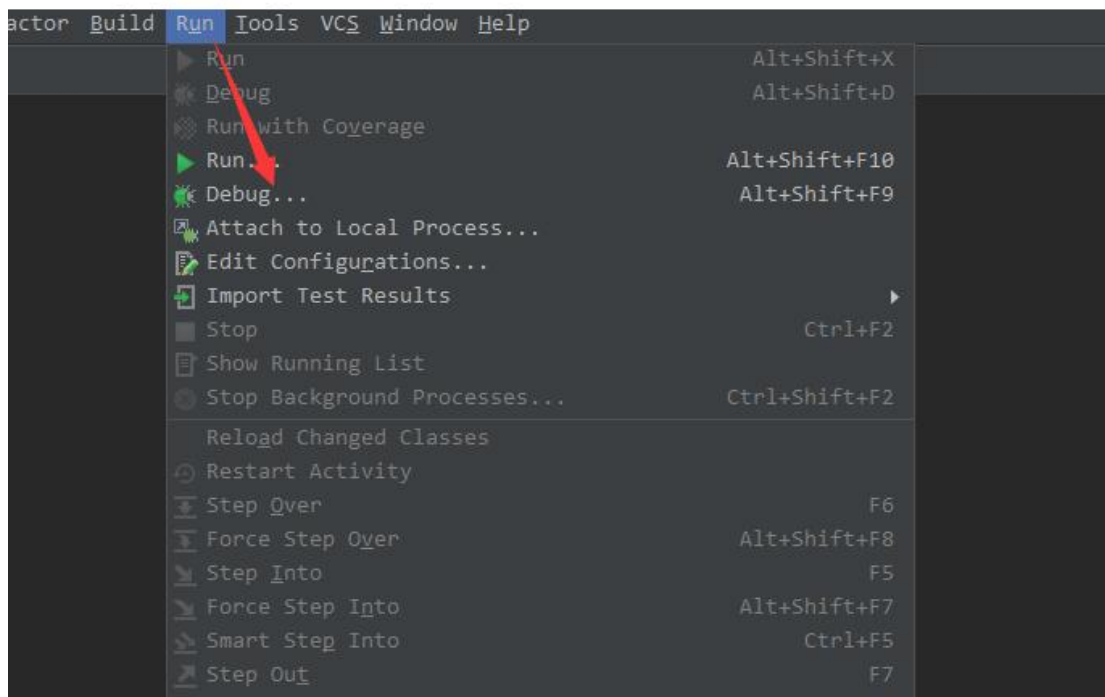 actor Build Run Tools VCS Window Help
Run Alt+Shift+X
Debug Alt+Shift+D
Run with Coverage
Run... Alt+Shift+F10
Debug... Alt+Shift+F9
Attach to Local Process...
Edit Configurations...
Import Test Results
Stop Ctrl+F2
Show Running List
Stop Background Processes... Ctrl+Shift+F2
Reload Changed Classes
Restart Activity
Step Over F6
Force Step Over Alt+Shift+F8
Step Into F5
Force Step Into Alt+Shift+F7
Smart Step Into Ctrl+F5
Step Out F7